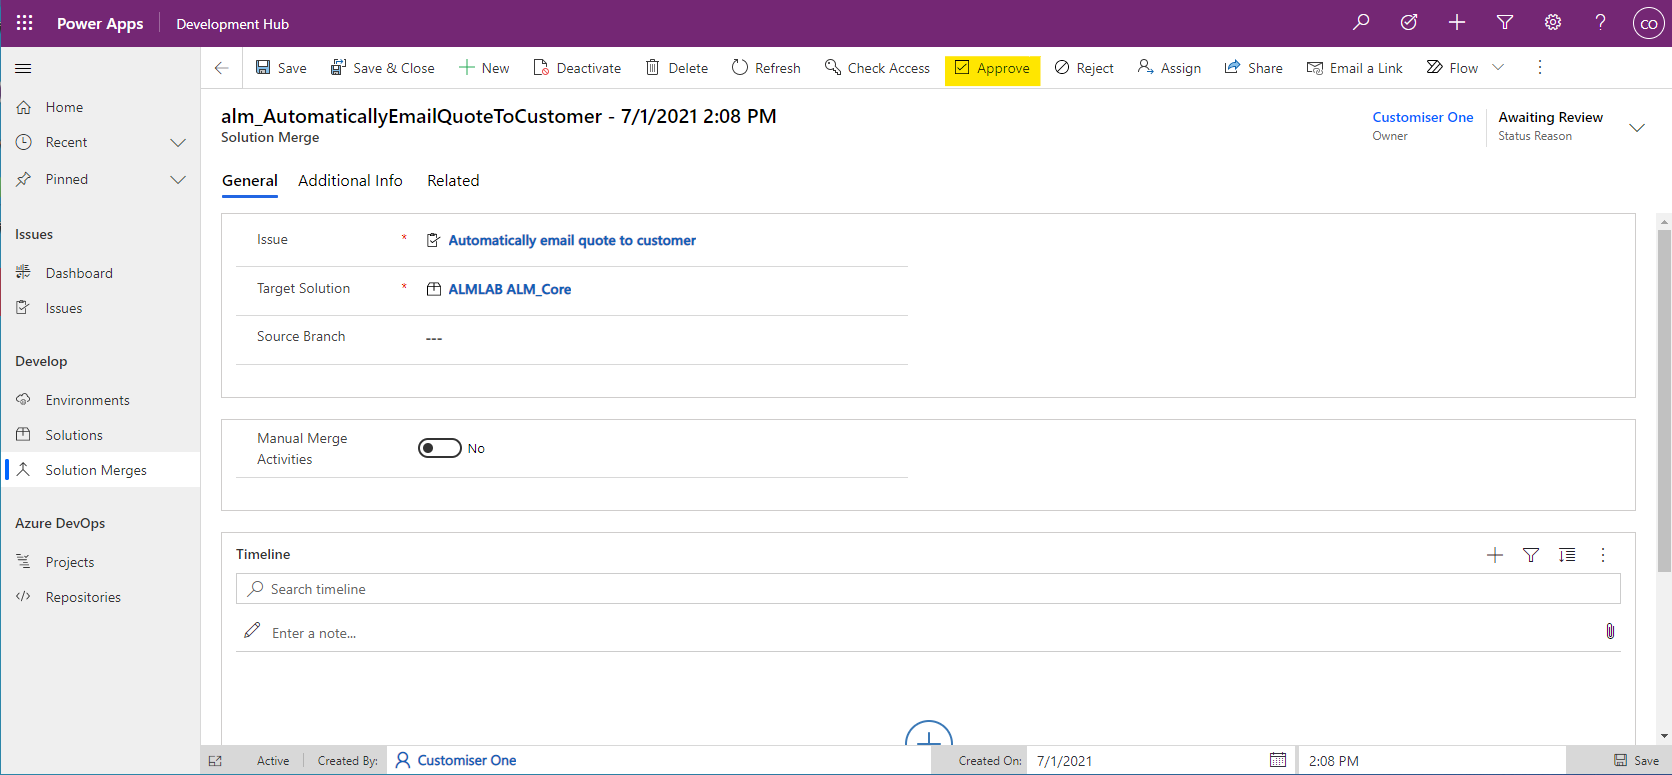 Power Apps Development Hub CO
Save Save & Close New Deactivate Delete Refresh Check Access Approve Reject Assign Share Email a Link Flow
Home
Recent
Pinned
Issues
Dashboard
Issues
Develop
Environments
Solutions
Solution Merges
Azure DevOps
Projects
Repositories
alm_AutomaticallyEmailQuoteToCustomer - 7/1/2021 2:08 PM
Solution Merge
Customiser One
Owner
Awaiting Review
Status Reason
General Additional Info Related
Issue * Automatically email quote to customer
Target Solution * ALMLAB ALM_Core
Source Branch ---
Manual Merge
Activities
No
Timeline
Search timeline
Enter a note...
Active Created By: Customiser One Created On: 7/1/2021 2:08 PM Save